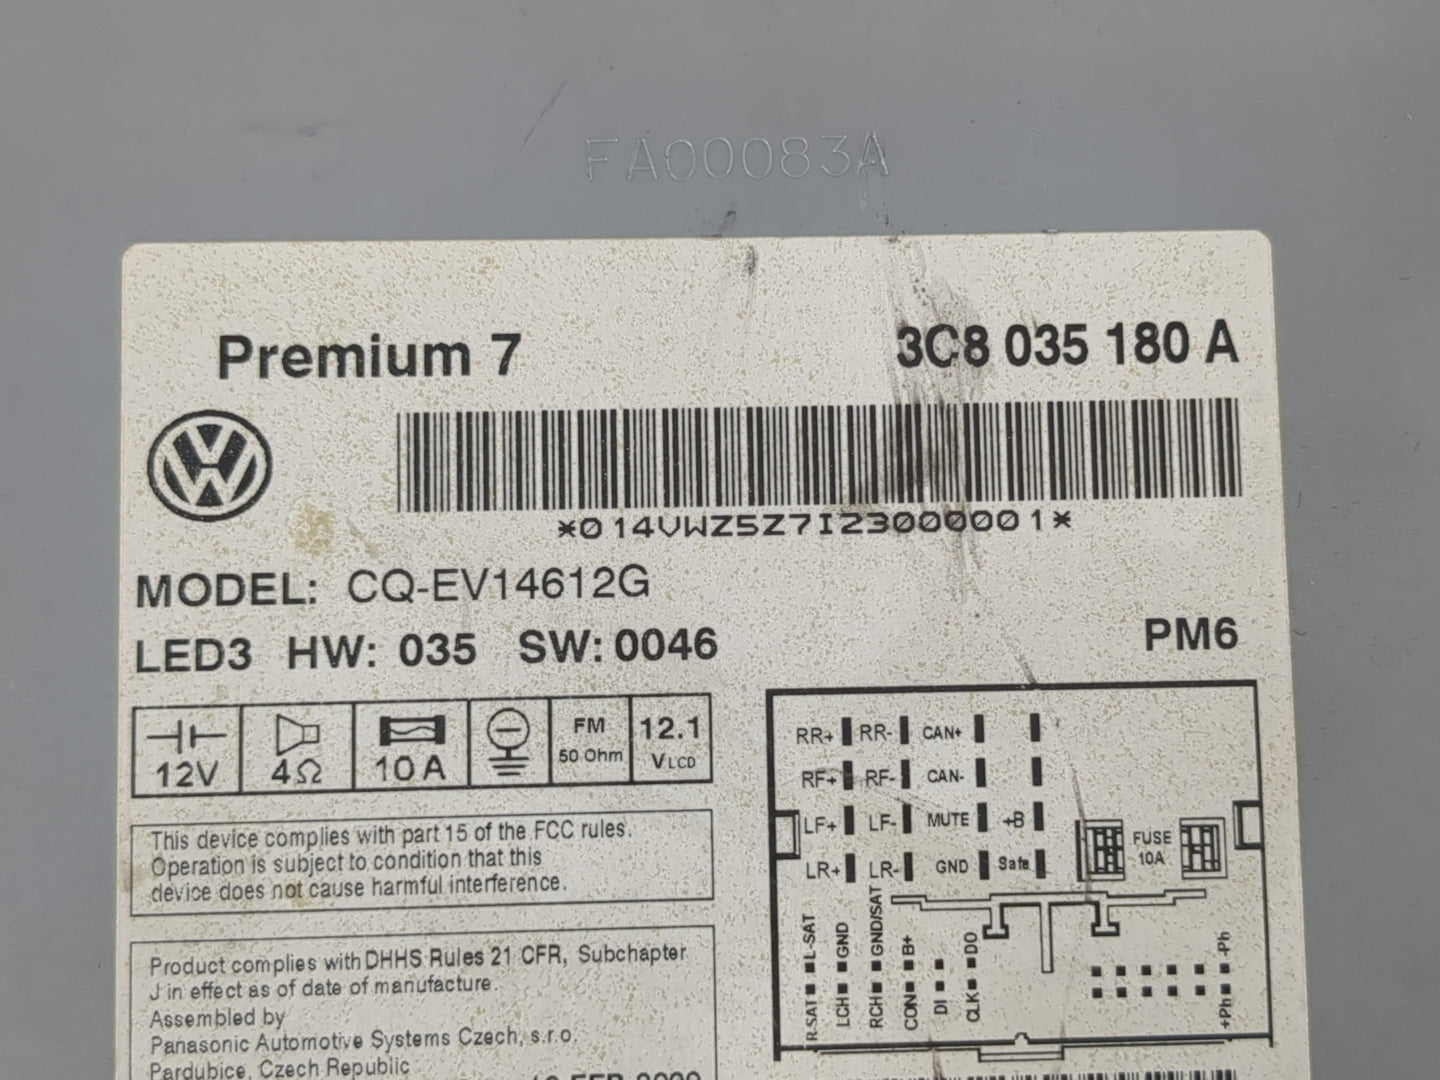 FA00083A
Premium 7 3C8 035 180 A
*014VWZ5Z7I23000001*
MODEL: CQ-EV14612G
LED3 HW: 035 SW: 0046 PM6
12V 4Ω 10A FM 50 Ohm 12.1 VLCD
RR+ RR- CAN+
RF+ RF- CAN-
LF+ LF- MUTE +B
LR+ LR- GND Safe
FUSE
10A
This device complies with part 15 of the FCC rules.
Operation is subject to condition that this
device does not cause harmful interference.
R-SAT L-SAT
LCH GND
RCH GND/SAT
CON B+
DI
CLK DO
+Ph -Ph
Product complies with DHHS Rules 21 CFR, Subchapter
J in effect as of date of manufacture.
Assembled by
Panasonic Automotive Systems Czech, s.r.o.
Pardubice, Czech Republic